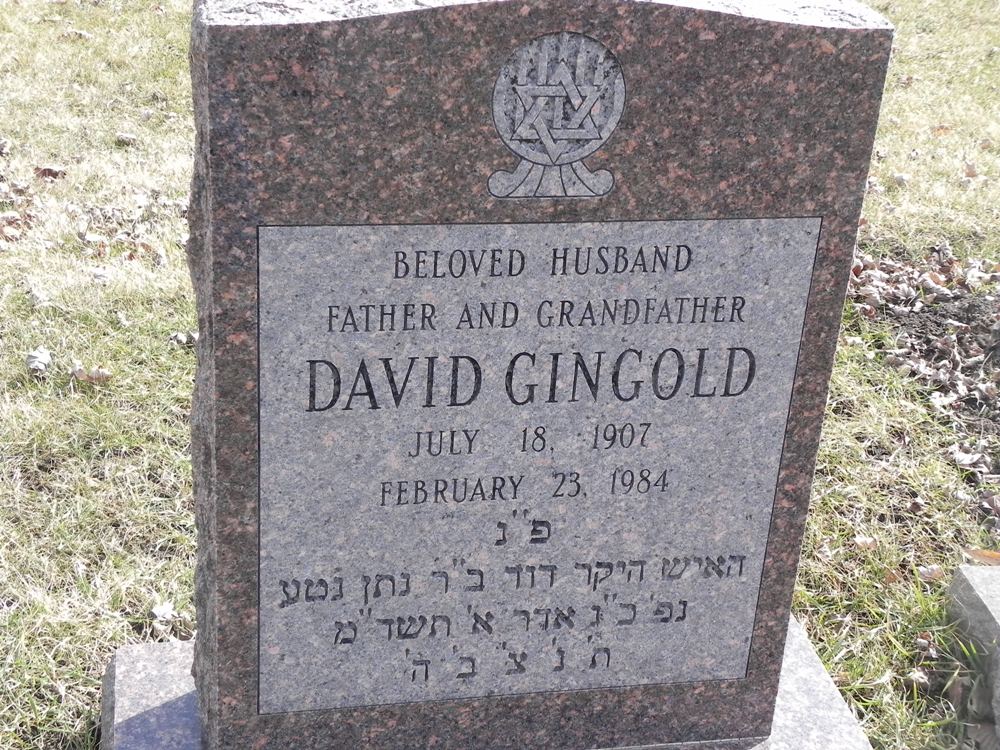 BELOVED HUSBAND
FATHER AND GRANDFATHER
DAVID GINGOLD
JULY 18, 1907
FEBRUARY 23, 1984
פ"נ
האיש היקר דוד ב"ר נתן נטע
נפ' כ"ג אדר א' תשד"מ
ת' נ' צ' ב' ה'